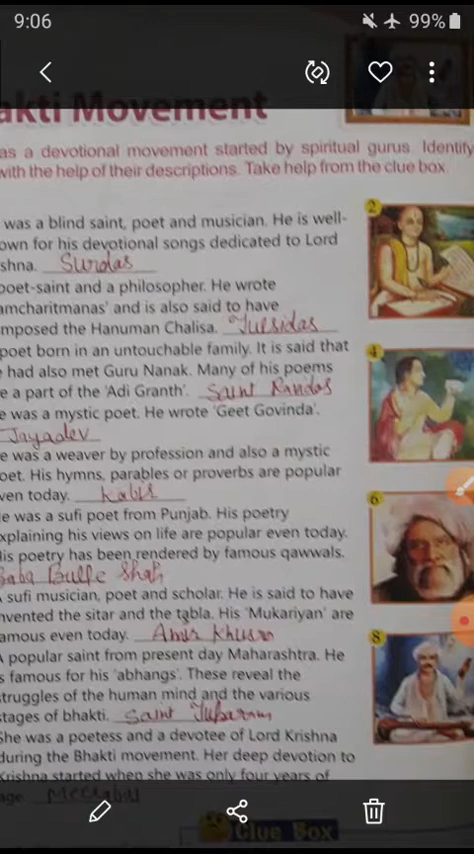 9:06 99%
akti Movement
as a devotional movement started by spiritual gurus. Identify
with the help of their descriptions. Take help from the clue box.
2
was a blind saint, poet and musician. He is well-
own for his devotional songs dedicated to Lord
shna. Surdas
poet-saint and a philosopher. He wrote
amcharitmanas' and is also said to have
mposed the Hanuman Chalisa. Tulsidas
poet born in an untouchable family. It is said that
4
had also met Guru Nanak. Many of his poems
e a part of the 'Adi Granth'. Saint Ravidas
e was a mystic poet. He wrote 'Geet Govinda'.
Jayadev
e was a weaver by profession and also a mystic
oet. His hymns, parables or proverbs are popular
ven today. Kabir
6
e was a sufi poet from Punjab. His poetry
xplaining his views on life are popular even today.
His poetry has been rendered by famous qawwals.
Baba Bulle Shah
sufi musician, poet and scholar. He is said to have
nvented the sitar and the tabla. His 'Mukariyan' are
amous even today. Amir Khusro
8
popular saint from present day Maharashtra. He
s famous for his 'abhangs'. These reveal the
truggles of the human mind and the various
tages of bhakti. Saint Tukaram
She was a poetess and a devotee of Lord Krishna
during the Bhakti movement. Her deep devotion to
Krishna started when she was only four years of
age Meerabai
Clue Box